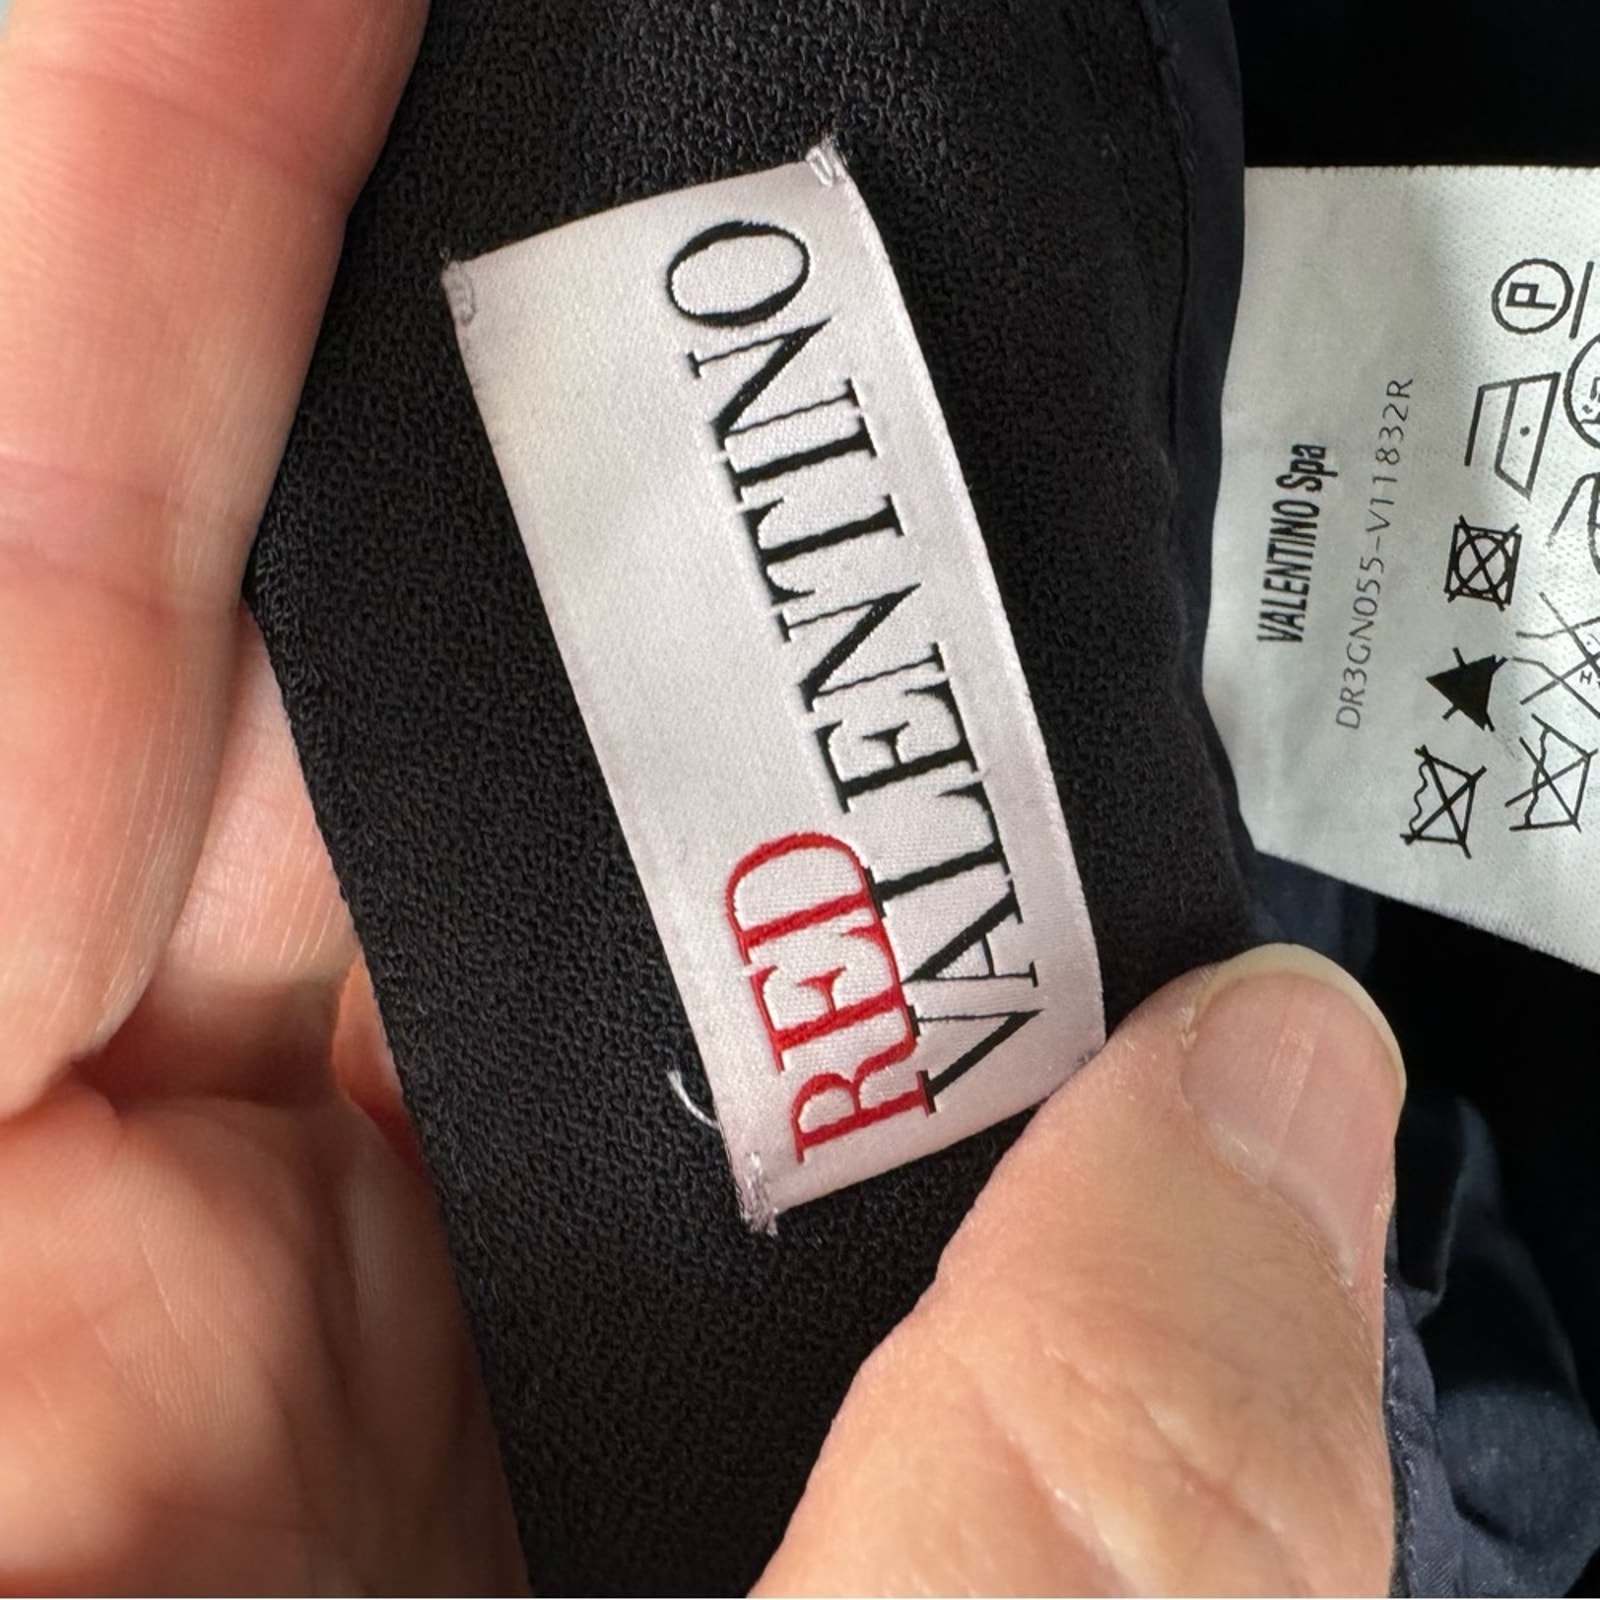 RED
VALENTINO
VALENTINO Spa
DR3GN055-V11832R
P